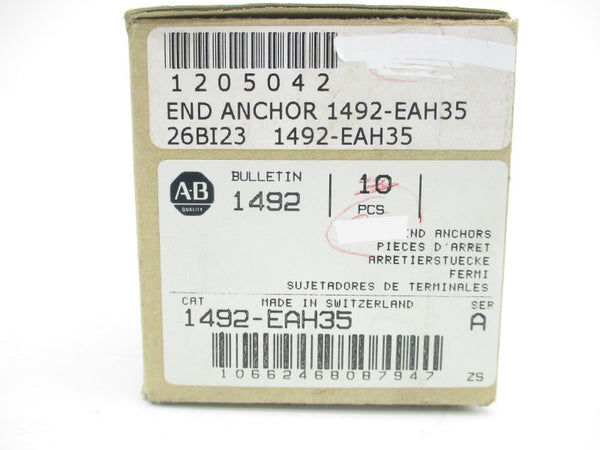 1205042
END ANCHOR 1492-EAH35
26BI23 1492-EAH35
A-B
QUALITY
BULLETIN
1492
10
PCS
END ANCHORS
PIECES D'ARRET
ARRETIERSTUECKE
FERMI
SUJETADORES DE TERMINALES
CAT MADE IN SWITZERLAND SER
1492-EAH35 A
10662468087947
ZS